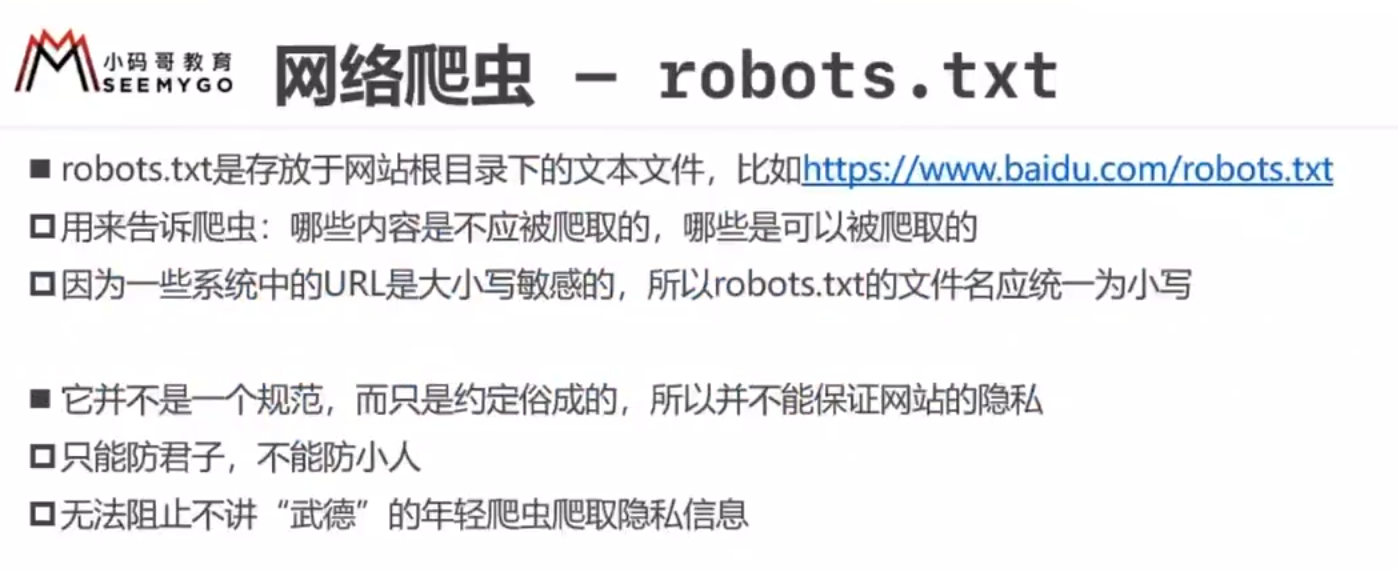 小码哥教育
SEEMYGO
网络爬虫 – robots.txt
■ robots.txt是存放于网站根目录下的文本文件，比如https://www.baidu.com/robots.txt
用来告诉爬虫：哪些内容是不应被爬取的，哪些是可以被爬取的
因为一些系统中的URL是大小写敏感的，所以robots.txt的文件名应统一为小写
■ 它并不是一个规范，而只是约定俗成的，所以并不能保证网站的隐私
只能防君子，不能防小人
无法阻止不讲“武德”的年轻爬虫爬取隐私信息